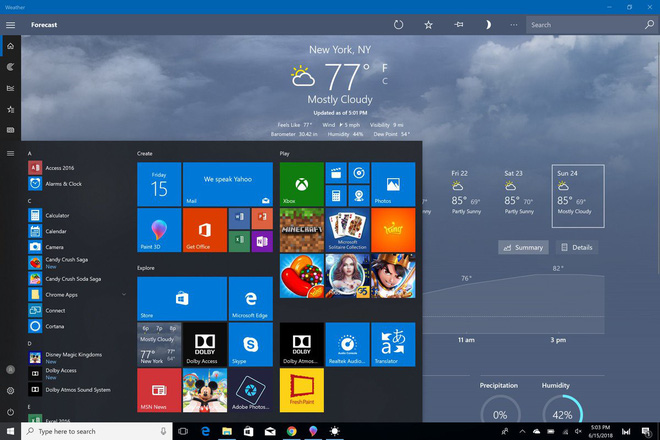 Weather
Forecast
Search
New York, NY
77°
F
C
Mostly Cloudy
Updated as of 5:01 PM
Feels Like 77° Wind 3 mph Visibility 9 mi
Barometer 30.42 in Humidity 44% Dew Point 54°
Fri 22
85° 69°
Partly Sunny
Sat 23
85° 70°
Partly Sunny
Sun 24
85° 69°
Mostly Cloudy
Summary
Details
76°
82°
11 am
3 pm
Precipitation
0%
Humidity
42%
A
Access 2016
Alarms & Clock
C
Calculator
Calendar
Camera
Candy Crush Saga
New
Candy Crush Soda Saga
Chrome Apps
Connect
Cortana
D
Disney Magic Kingdoms
New
Dolby Access
New
Dolby Atmos Sound System
E
Excel 2016
Create
Friday
15
We speak Yahoo
Mail
Paint 3D
Get Office
Explore
Store
Microsoft Edge
6p 7p 8p
Mostly Cloudy
77°
77°
54°
New York
DOLBY
Dolby Access
Skype
MSN News
Adobe Photos...
Play
Xbox
Photos
MINECRAFT
Microsoft
Solitaire Collection
King
DOLBY
Dolby Atmos...
Realtek Audio...
Translator
Fresh Paint
Type here to search
5:03 PM
6/15/2018